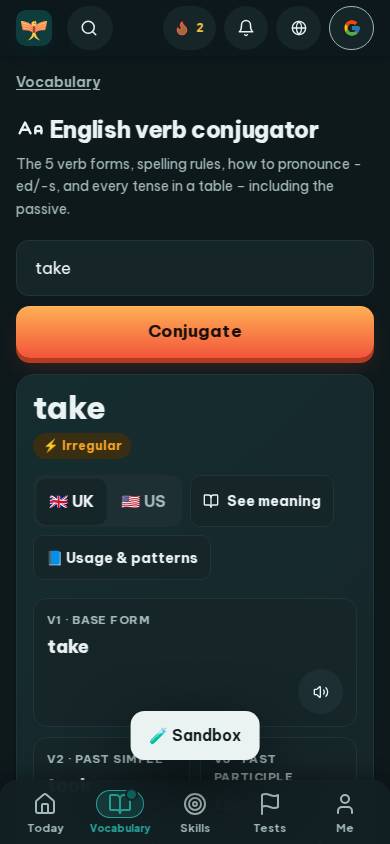 2
Vocabulary
English verb conjugator
The 5 verb forms, spelling rules, how to pronounce -
ed/-s, and every tense in a table – including the
passive.
take
Conjugate
take
⚡ Irregular
🇬🇧 UK
🇺🇸 US
See meaning
📘 Usage & patterns
V1 · BASE FORM
take
🧪 Sandbox
V2 · PAST SIMPLE
V3 · PAST
PARTICIPLE
Today
Vocabulary
Skills
Tests
Me